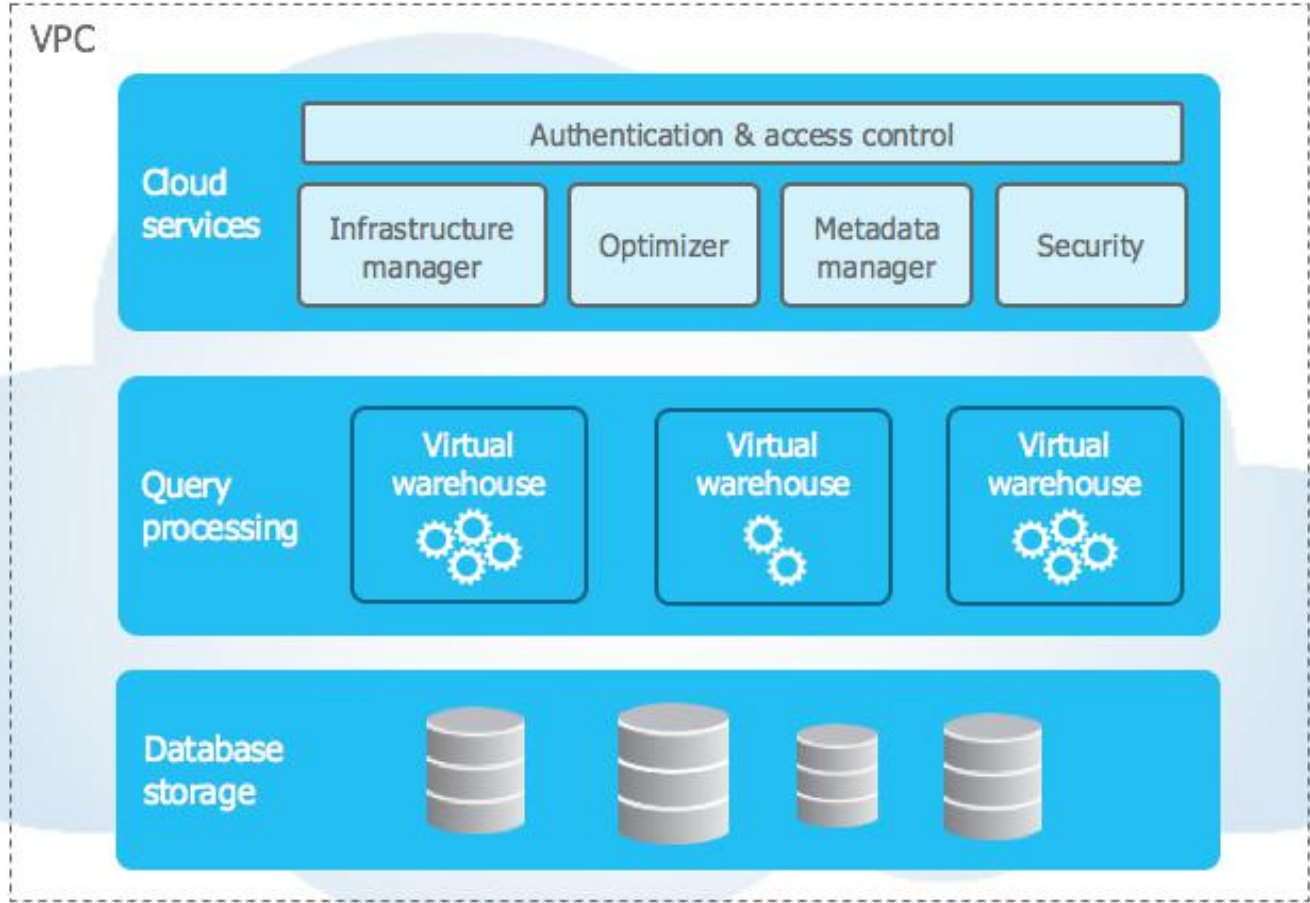 VPC
Authentication & access control
Cloud
services
Infrastructure
manager
Optimizer
Metadata
manager
Security
Query
processing
Virtual
warehouse
Virtual
warehouse
Virtual
warehouse
Database
storage